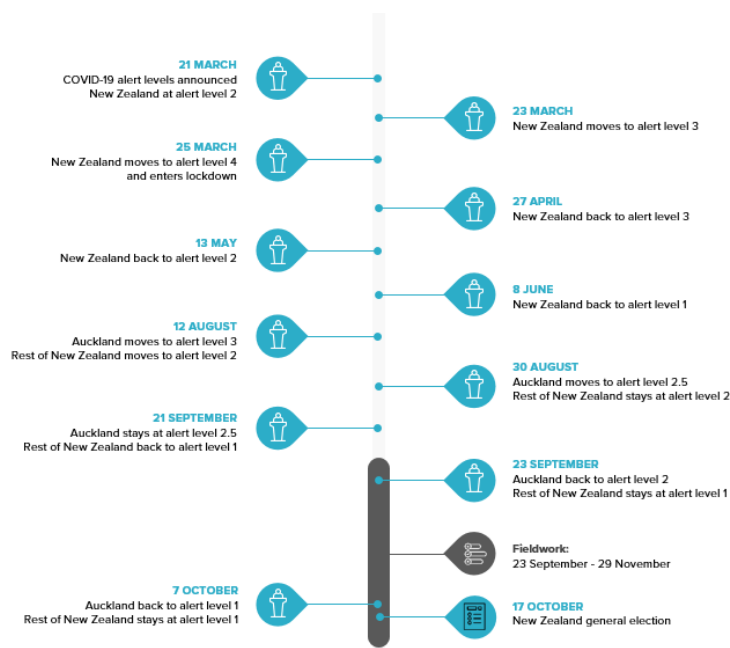 21 MARCH
COVID-19 alert levels announced
New Zealand at alert level 2
23 MARCH
New Zealand moves to alert level 3
25 MARCH
New Zealand moves to alert level 4
and enters lockdown
27 APRIL
New Zealand back to alert level 3
13 MAY
New Zealand back to alert level 2
8 JUNE
New Zealand back to alert level 1
12 AUGUST
Auckland moves to alert level 3
Rest of New Zealand moves to alert level 2
30 AUGUST
Auckland moves to alert level 2.5
Rest of New Zealand stays at alert level 2
21 SEPTEMBER
Auckland stays at alert level 2.5
Rest of New Zealand back to alert level 1
23 SEPTEMBER
Auckland back to alert level 2
Rest of New Zealand stays at alert level 1
Fieldwork:
23 September - 29 November
7 OCTOBER
Auckland back to alert level 1
Rest of New Zealand stays at alert level 1
17 OCTOBER
New Zealand general election